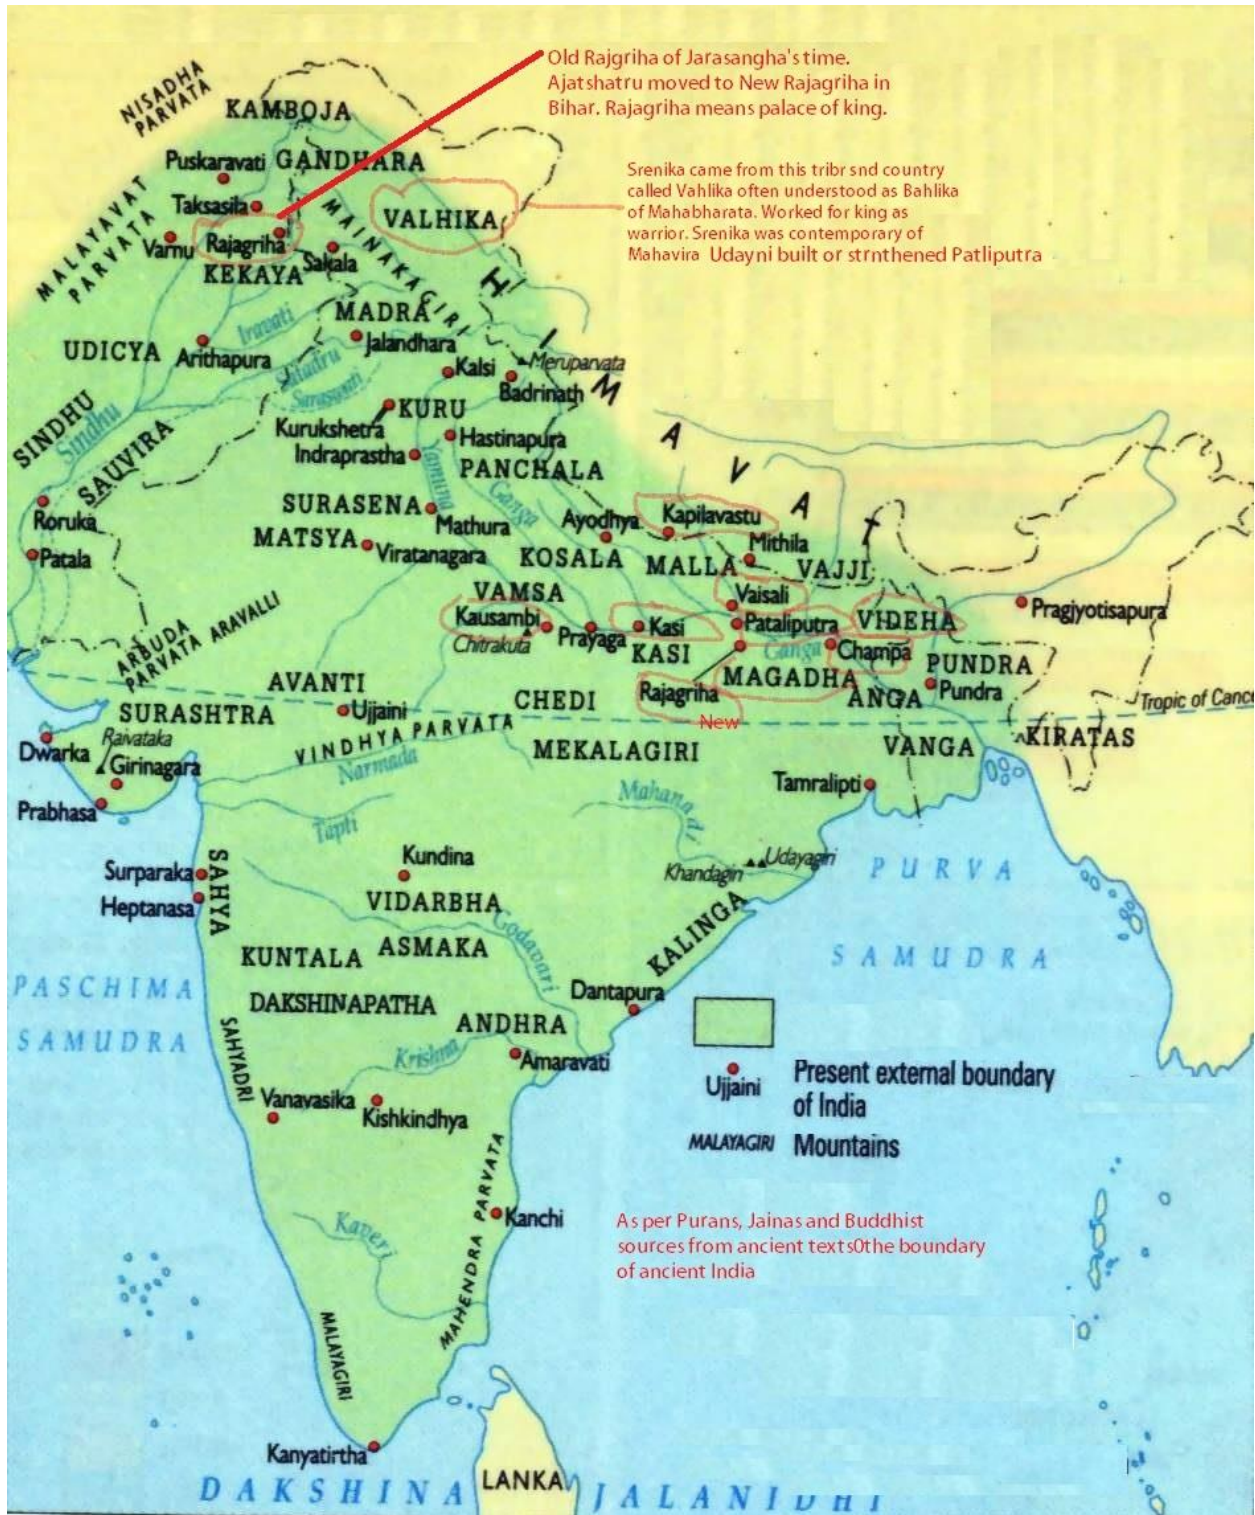 Old Rajgriha of Jarasangha's time.
Ajatshatru moved to New Rajagriha in
Bihar. Rajagriha means palace of king.
NISADHA
PARVATA
KAMBOJA
Puskaravati
GANDHARA
Srenika came from this tribr snd country
called Vahlika often understood as Bahlika
of Mahabharata. Worked for king as
warrior. Srenika was contemporary of
Mahavira Udayni built or strnthened Patliputra
MALAYAVAT
PARVATA
Taksasila
MAINAKAGIRI
VALHIKA
Varnu
Rajagriha
Sakala
KEKAYA
HIMAVAT
MADRA
Iravati
UDICYA
Arithapura
Jalandhara
Satadru
Saraswati
Kalsi
Meruparvata
Badrinath
SINDHU
Sindhu
SAUVIRA
KURU
Kurukshetra
Hastinapura
Indraprastha
Yamuna
PANCHALA
Ganga
Roruka
SURASENA
Mathura
Ayodhya
Kapilavastu
MATSYA
Viratanagara
Mithila
Patala
KOSALA
MALLA
VAJJI
VAMSA
Vaisali
Kausambi
Prayaga
Kasi
Pataliputra
VIDEHA
Pragjyotisapura
ARBUDA
PARVATA
ARAVALLI
Chitrakuta
KASI
Ganga
Champa
PUNDRA
AVANTI
CHEDI
Rajagriha
MAGADHA
ANGA
Pundra
Tropic of Cance
New
SURASHTRA
Ujjaini
VINDHYA PARVATA
MEKALAGIRI
VANGA
KIRATAS
Dwarka
Raivataka
Girinagara
Narmada
Tamralipti
Prabhasa
Tapti
Mahanadi
Surparaka
SAHYA
Kundina
Khandagiri
Udayagiri
PURVA
SAMUDRA
Heptanasa
VIDARBHA
Godavari
KALINGA
KUNTALA
ASMAKA
PASCHIMA
SAMUDRA
DAKSHINAPATHA
Dantapura
ANDHRA
SAHYADRI
Krishna
Amaravati
Ujjaini
Present external boundary
of India
Vanavasika
Kishkindhya
MALAYAGIRI
Mountains
MAHENDRA PARVATA
Kanchi
Kaveri
As per Purans, Jainas and Buddhist
sources from ancient texts0the boundary
of ancient India
MALAYAGIRI
Kanyatirtha
LANKA
DAKSHINA
JALANIDHI